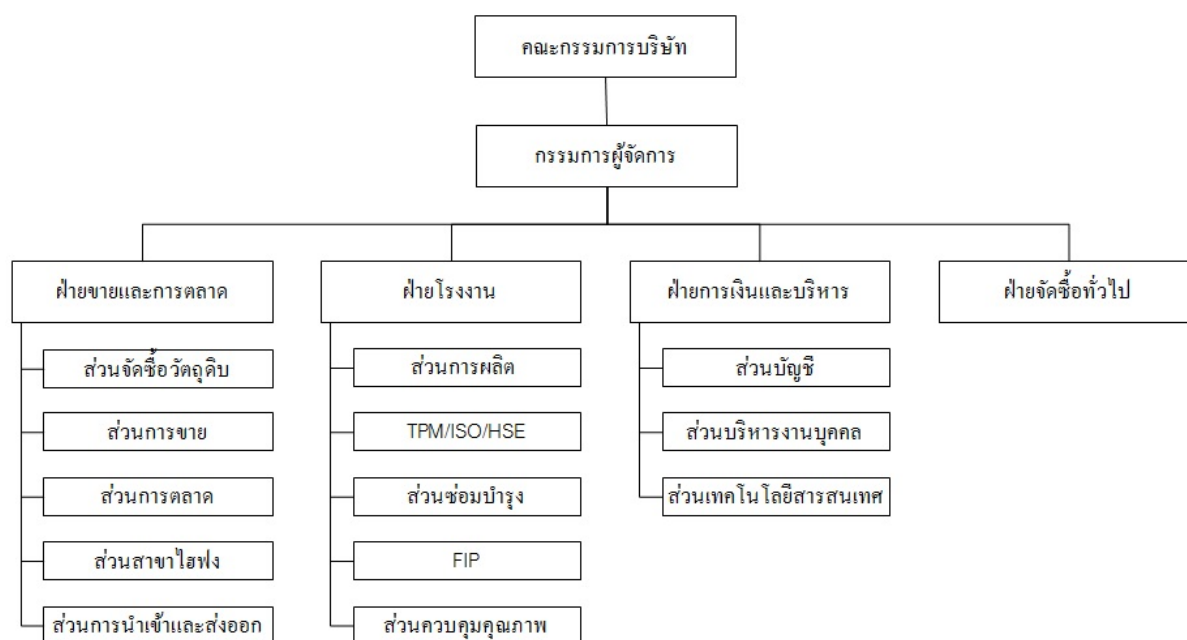 คณะกรรมการบริษัท
กรรมการผู้จัดการ
ฝ่ายขายและการตลาด
ฝ่ายโรงงาน
ฝ่ายการเงินและบริหาร
ฝ่ายจัดซื้อทั่วไป
ส่วนจัดซื้อวัตถุดิบ
ส่วนการผลิต
ส่วนบัญชี
ส่วนการขาย
TPM/ISO/HSE
ส่วนบริหารงานบุคคล
ส่วนการตลาด
ส่วนซ่อมบำรุง
ส่วนเทคโนโลยีสารสนเทศ
ส่วนสาขาไฮฟง
FIP
ส่วนการนำเข้าและส่งออก
ส่วนควบคุมคุณภาพ